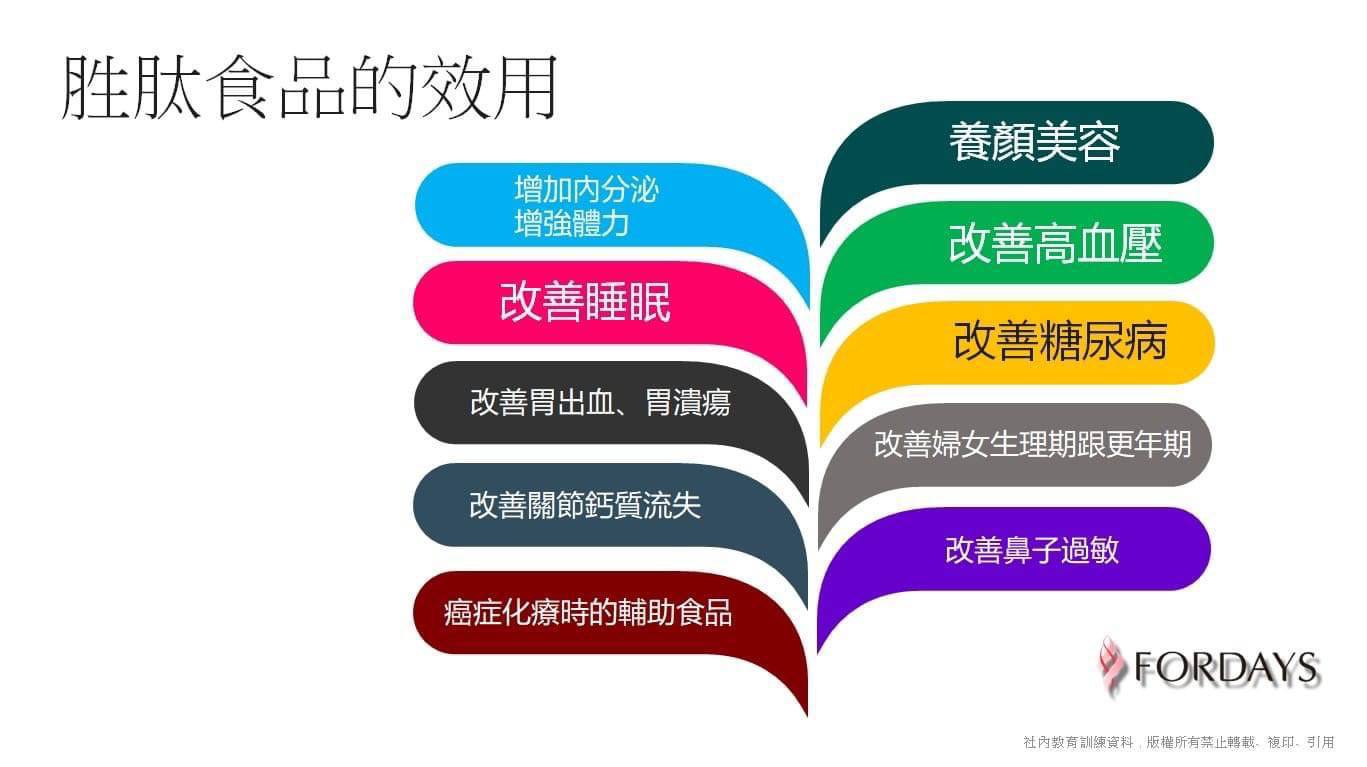 胜肽食品的效用
增加內分泌
增強體力
改善睡眠
改善胃出血、胃潰瘍
改善關節鈣質流失
癌症化療時的輔助食品
養顏美容
改善高血壓
改善糖尿病
改善婦女生理期跟更年期
改善鼻子過敏
FORDAYS
社內教育訓練資料，版權所有禁止轉載、複印、引用